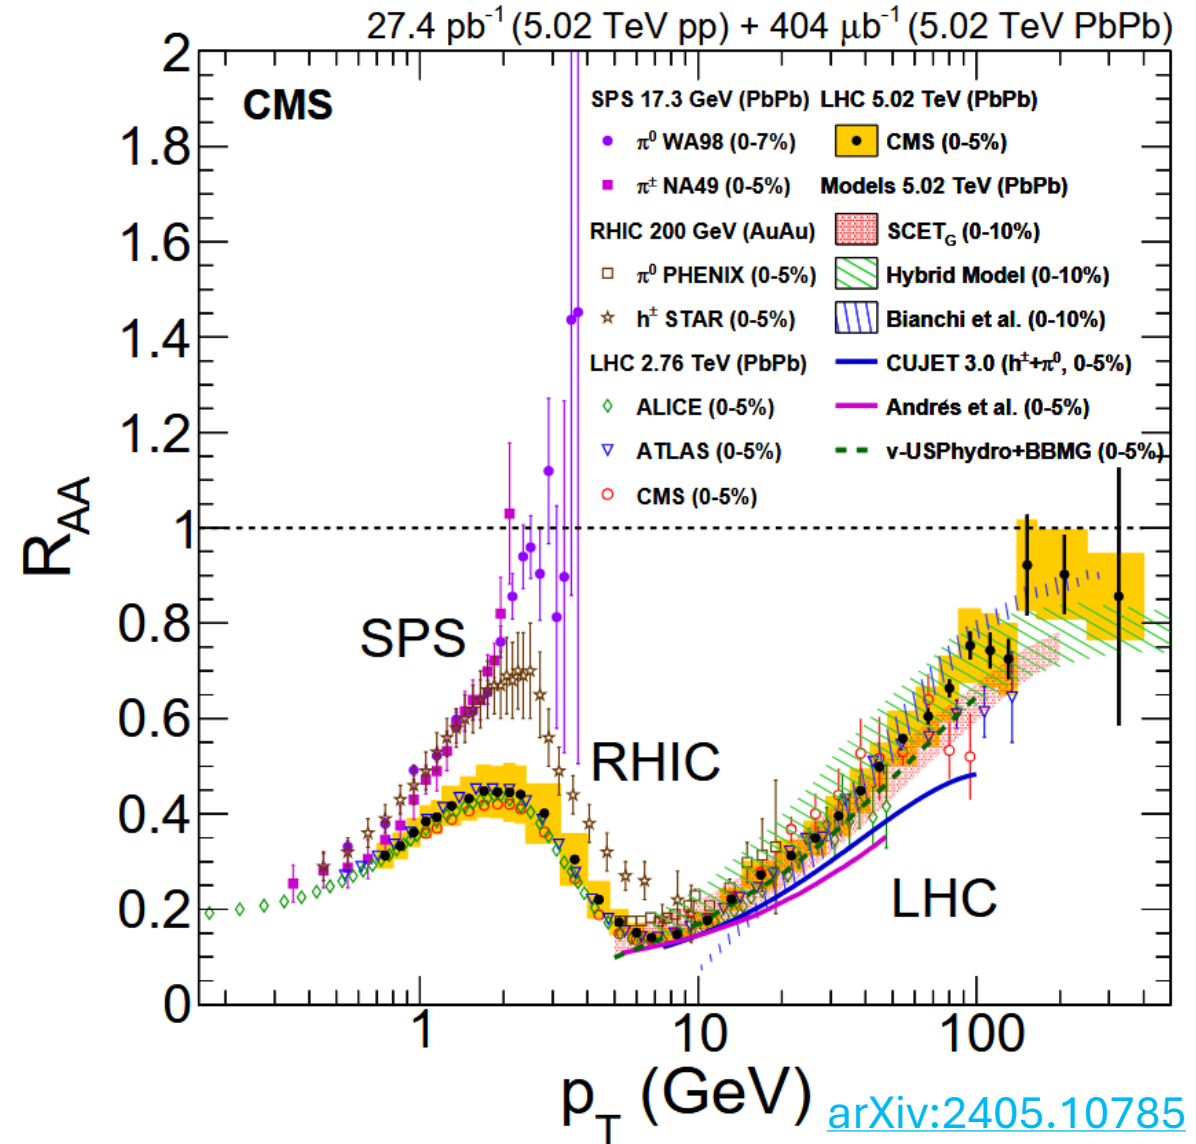 27.4 pb⁻¹ (5.02 TeV pp) + 404 μb⁻¹ (5.02 TeV PbPb)
CMS
SPS 17.3 GeV (PbPb)
π⁰ WA98 (0-7%)
π± NA49 (0-5%)
RHIC 200 GeV (AuAu)
π⁰ PHENIX (0-5%)
h± STAR (0-5%)
LHC 2.76 TeV (PbPb)
ALICE (0-5%)
ATLAS (0-5%)
CMS (0-5%)
LHC 5.02 TeV (PbPb)
CMS (0-5%)
Models 5.02 TeV (PbPb)
SCET_G (0-10%)
Hybrid Model (0-10%)
Bianchi et al. (0-10%)
CUJET 3.0 (h±+π⁰, 0-5%)
Andrés et al. (0-5%)
v-USPhydro+BBMG (0-5%)
SPS
RHIC
LHC
R_AA
2
1.8
1.6
1.4
1.2
1
0.8
0.6
0.4
0.2
0
1
10
100
p_T (GeV)
arXiv:2405.10785